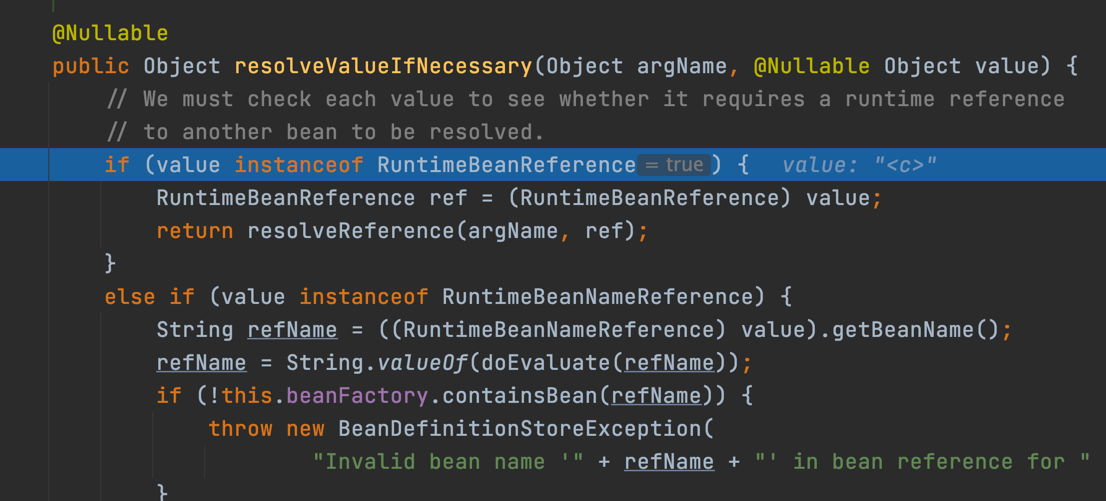 @Nullable
public Object resolveValueIfNecessary(Object argName, @Nullable Object value) {
// We must check each value to see whether it requires a runtime reference
// to another bean to be resolved.
if (value instanceof RuntimeBeanReference = true ) {   value: "<c>"
RuntimeBeanReference ref = (RuntimeBeanReference) value;
return resolveReference(argName, ref);
}
else if (value instanceof RuntimeBeanNameReference) {
String refName = ((RuntimeBeanNameReference) value).getBeanName();
refName = String.valueOf(doEvaluate(refName));
if (!this.beanFactory.containsBean(refName)) {
throw new BeanDefinitionStoreException(
"Invalid bean name '" + refName + "' in bean reference for "
}